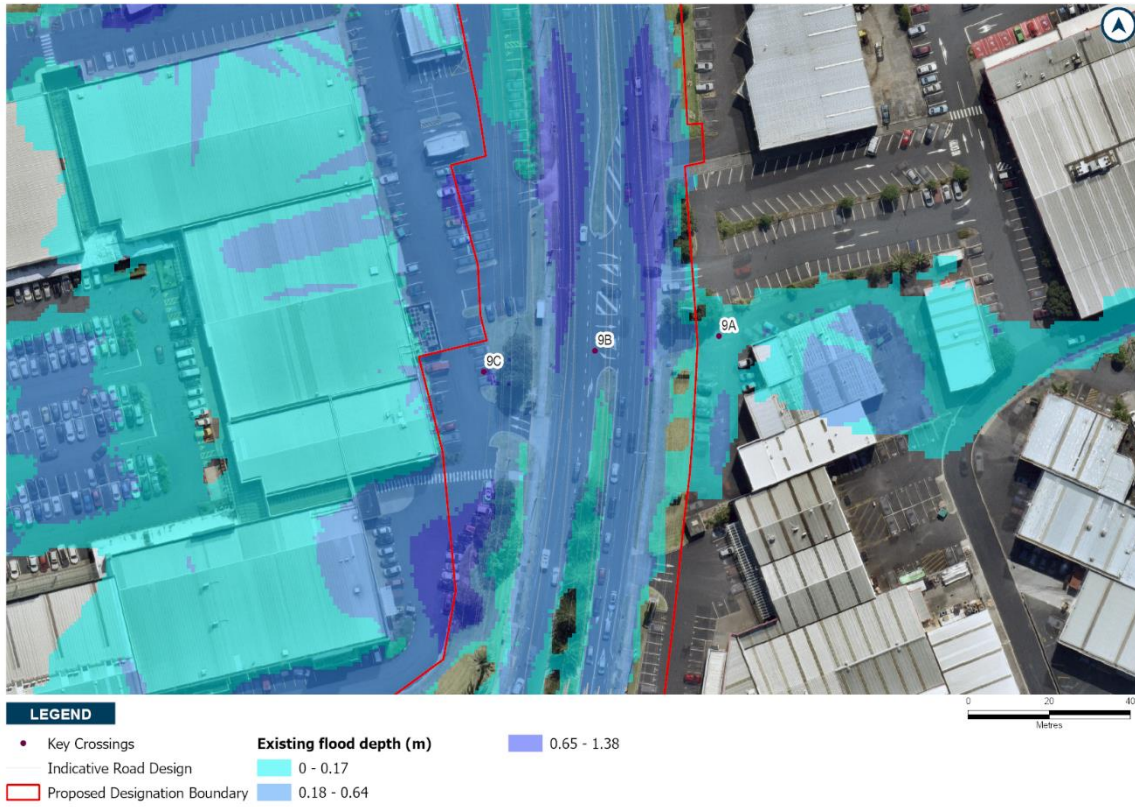 9A
9B
9C
LEGEND
Key Crossings
Indicative Road Design
Proposed Designation Boundary
Existing flood depth (m)
0 - 0.17
0.18 - 0.64
0.65 - 1.38
0 20 40
Metres